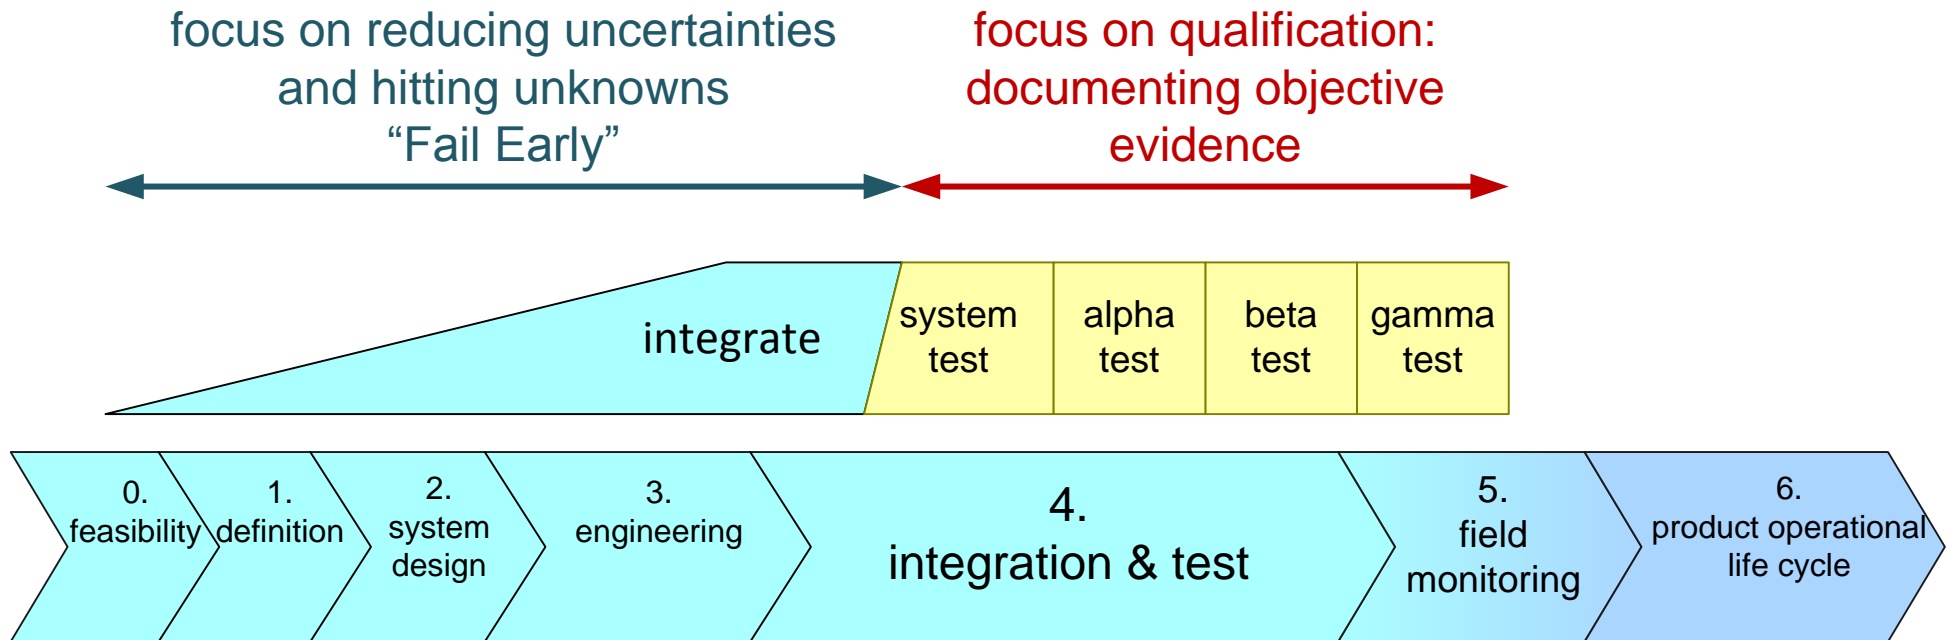 focus on reducing uncertainties
and hitting unknowns
“Fail Early”
focus on qualification:
documenting objective
evidence
integrate
system
test
alpha
test
beta
test
gamma
test
0.
feasibility
1.
definition
2.
system
design
3.
engineering
4.
integration & test
5.
field
monitoring
6.
product operational
life cycle